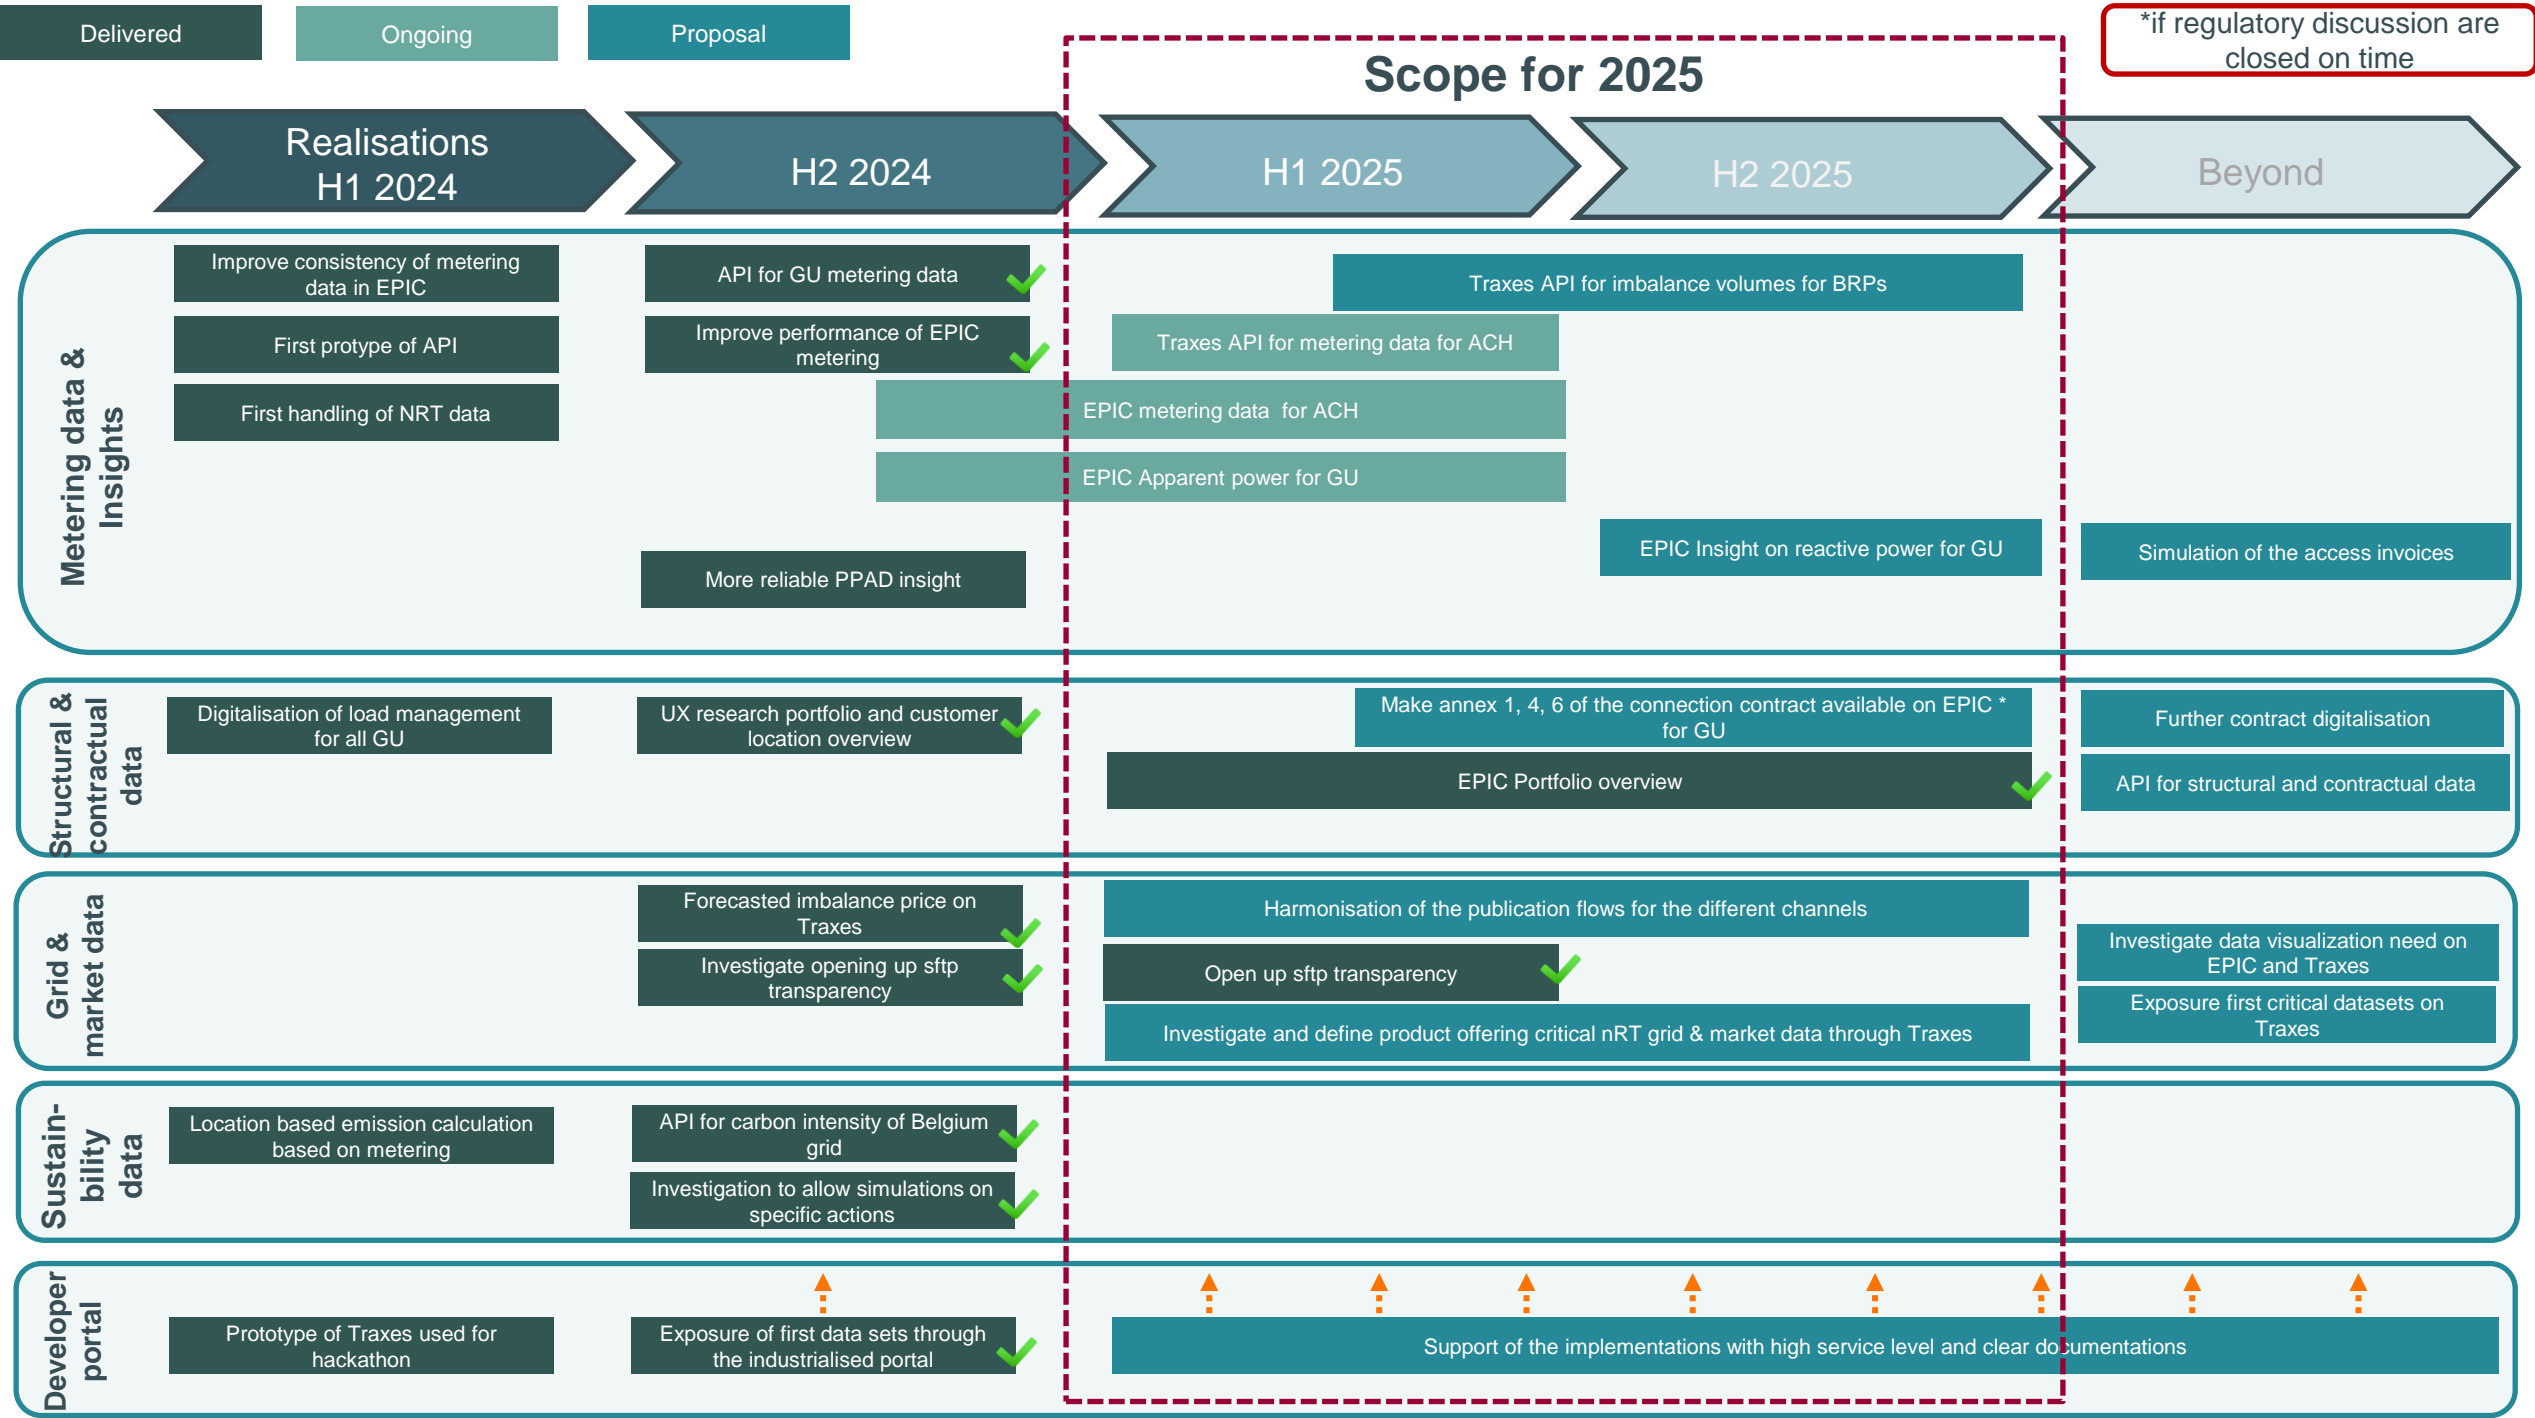 Delivered
Ongoing
Proposal
*if regulatory discussion are
closed on time
Scope for 2025
Realisations
H1 2024
H2 2024
H1 2025
H2 2025
Beyond
Metering data &
Insights
Improve consistency of metering
data in EPIC
First protype of API
First handling of NRT data
API for GU metering data
Improve performance of EPIC
metering
More reliable PPAD insight
Traxes API for imbalance volumes for BRPs
Traxes API for metering data for ACH
EPIC metering data  for ACH
EPIC Apparent power for GU
EPIC Insight on reactive power for GU
Simulation of the access invoices
Structural &
contractual
data
Digitalisation of load management
for all GU
UX research portfolio and customer
location overview
Make annex 1, 4, 6 of the connection contract available on EPIC *
for GU
EPIC Portfolio overview
Further contract digitalisation
API for structural and contractual data
Grid &
market data
Forecasted imbalance price on
Traxes
Investigate opening up sftp
transparency
Harmonisation of the publication flows for the different channels
Open up sftp transparency
Investigate and define product offering critical nRT grid & market data through Traxes
Investigate data visualization need on
EPIC and Traxes
Exposure first critical datasets on
Traxes
Sustain-
bility
data
Location based emission calculation
based on metering
API for carbon intensity of Belgium
grid
Investigation to allow simulations on
specific actions
Developer
portal
Prototype of Traxes used for
hackathon
Exposure of first data sets through
the industrialised portal
Support of the implementations with high service level and clear documentations